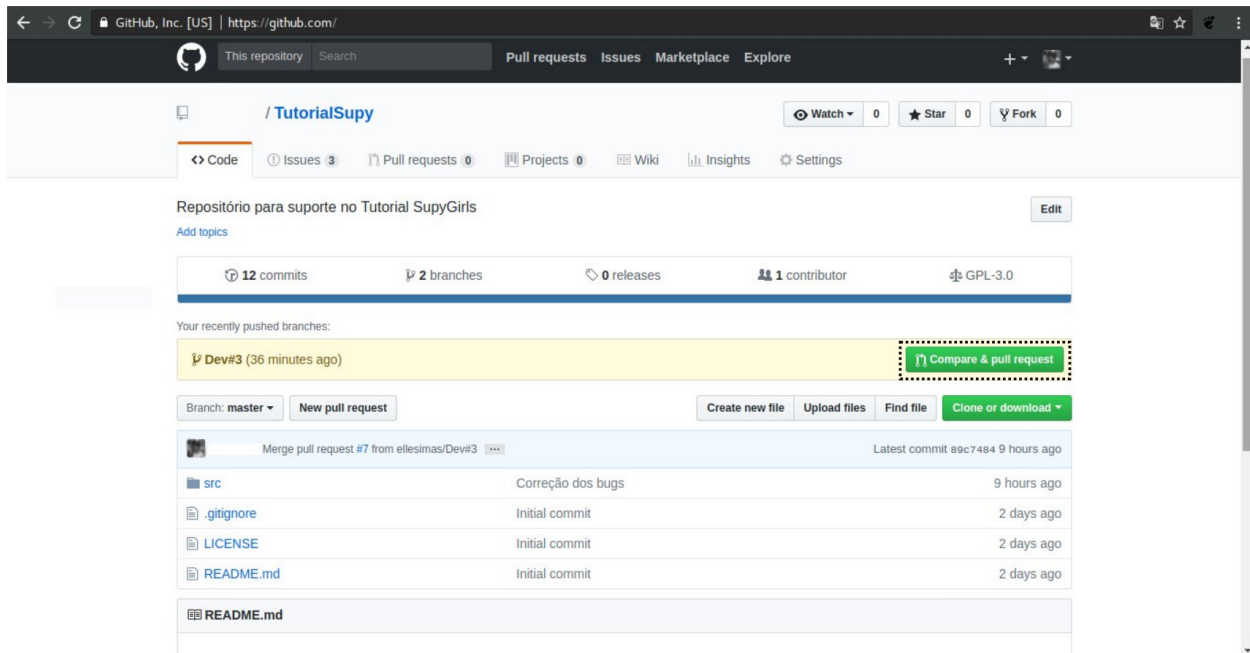 GitHub, Inc. [US] | https://github.com/
This repository Search Pull requests Issues Marketplace Explore
/ TutorialSupy Watch 0 Star 0 Fork 0
<> Code Issues 3 Pull requests 0 Projects 0 Wiki Insights Settings
Repositório para suporte no Tutorial SupyGirls Edit
Add topics
12 commits 2 branches 0 releases 1 contributor GPL-3.0
Your recently pushed branches:
Dev#3 (36 minutes ago) Compare & pull request
Branch: master New pull request Create new file Upload files Find file Clone or download
Merge pull request #7 from ellesimas/Dev#3 ... Latest commit 89c7484 9 hours ago
src Correção dos bugs 9 hours ago
.gitignore Initial commit 2 days ago
LICENSE Initial commit 2 days ago
README.md Initial commit 2 days ago
README.md